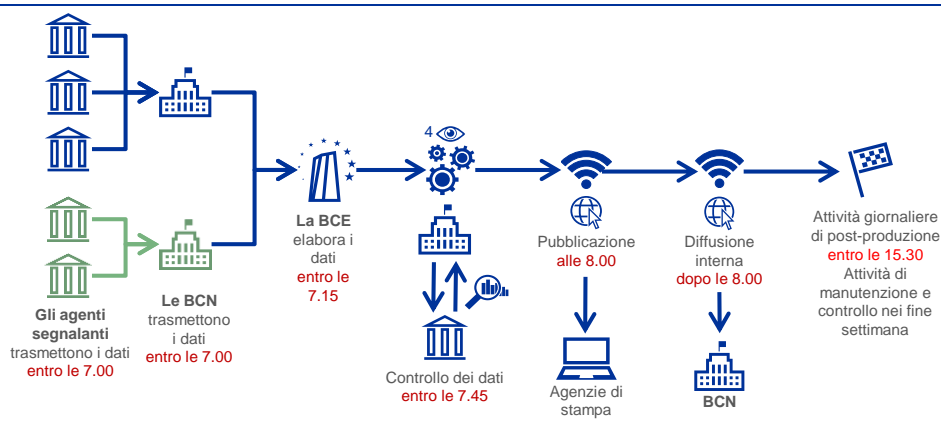 Gli agenti
segnalanti
trasmettono i dati
entro le 7.00
Le BCN
trasmettono
i dati
entro le 7.00
La BCE
elabora i
dati
entro le
7.15
4
Controllo dei dati
entro le 7.45
Pubblicazione
alle 8.00
Agenzie di
stampa
Diffusione
interna
dopo le 8.00
BCN
Attività giornaliere
di post-produzione
entro le 15.30
Attività di
manutenzione e
controllo nei fine
settimana